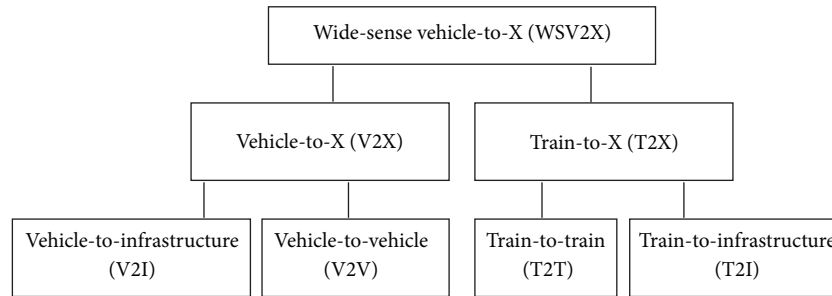 Wide-sense vehicle-to-X (WSV2X)
Vehicle-to-X (V2X)
Train-to-X (T2X)
Vehicle-to-infrastructure
(V2I)
Vehicle-to-vehicle
(V2V)
Train-to-train
(T2T)
Train-to-infrastructure
(T2I)